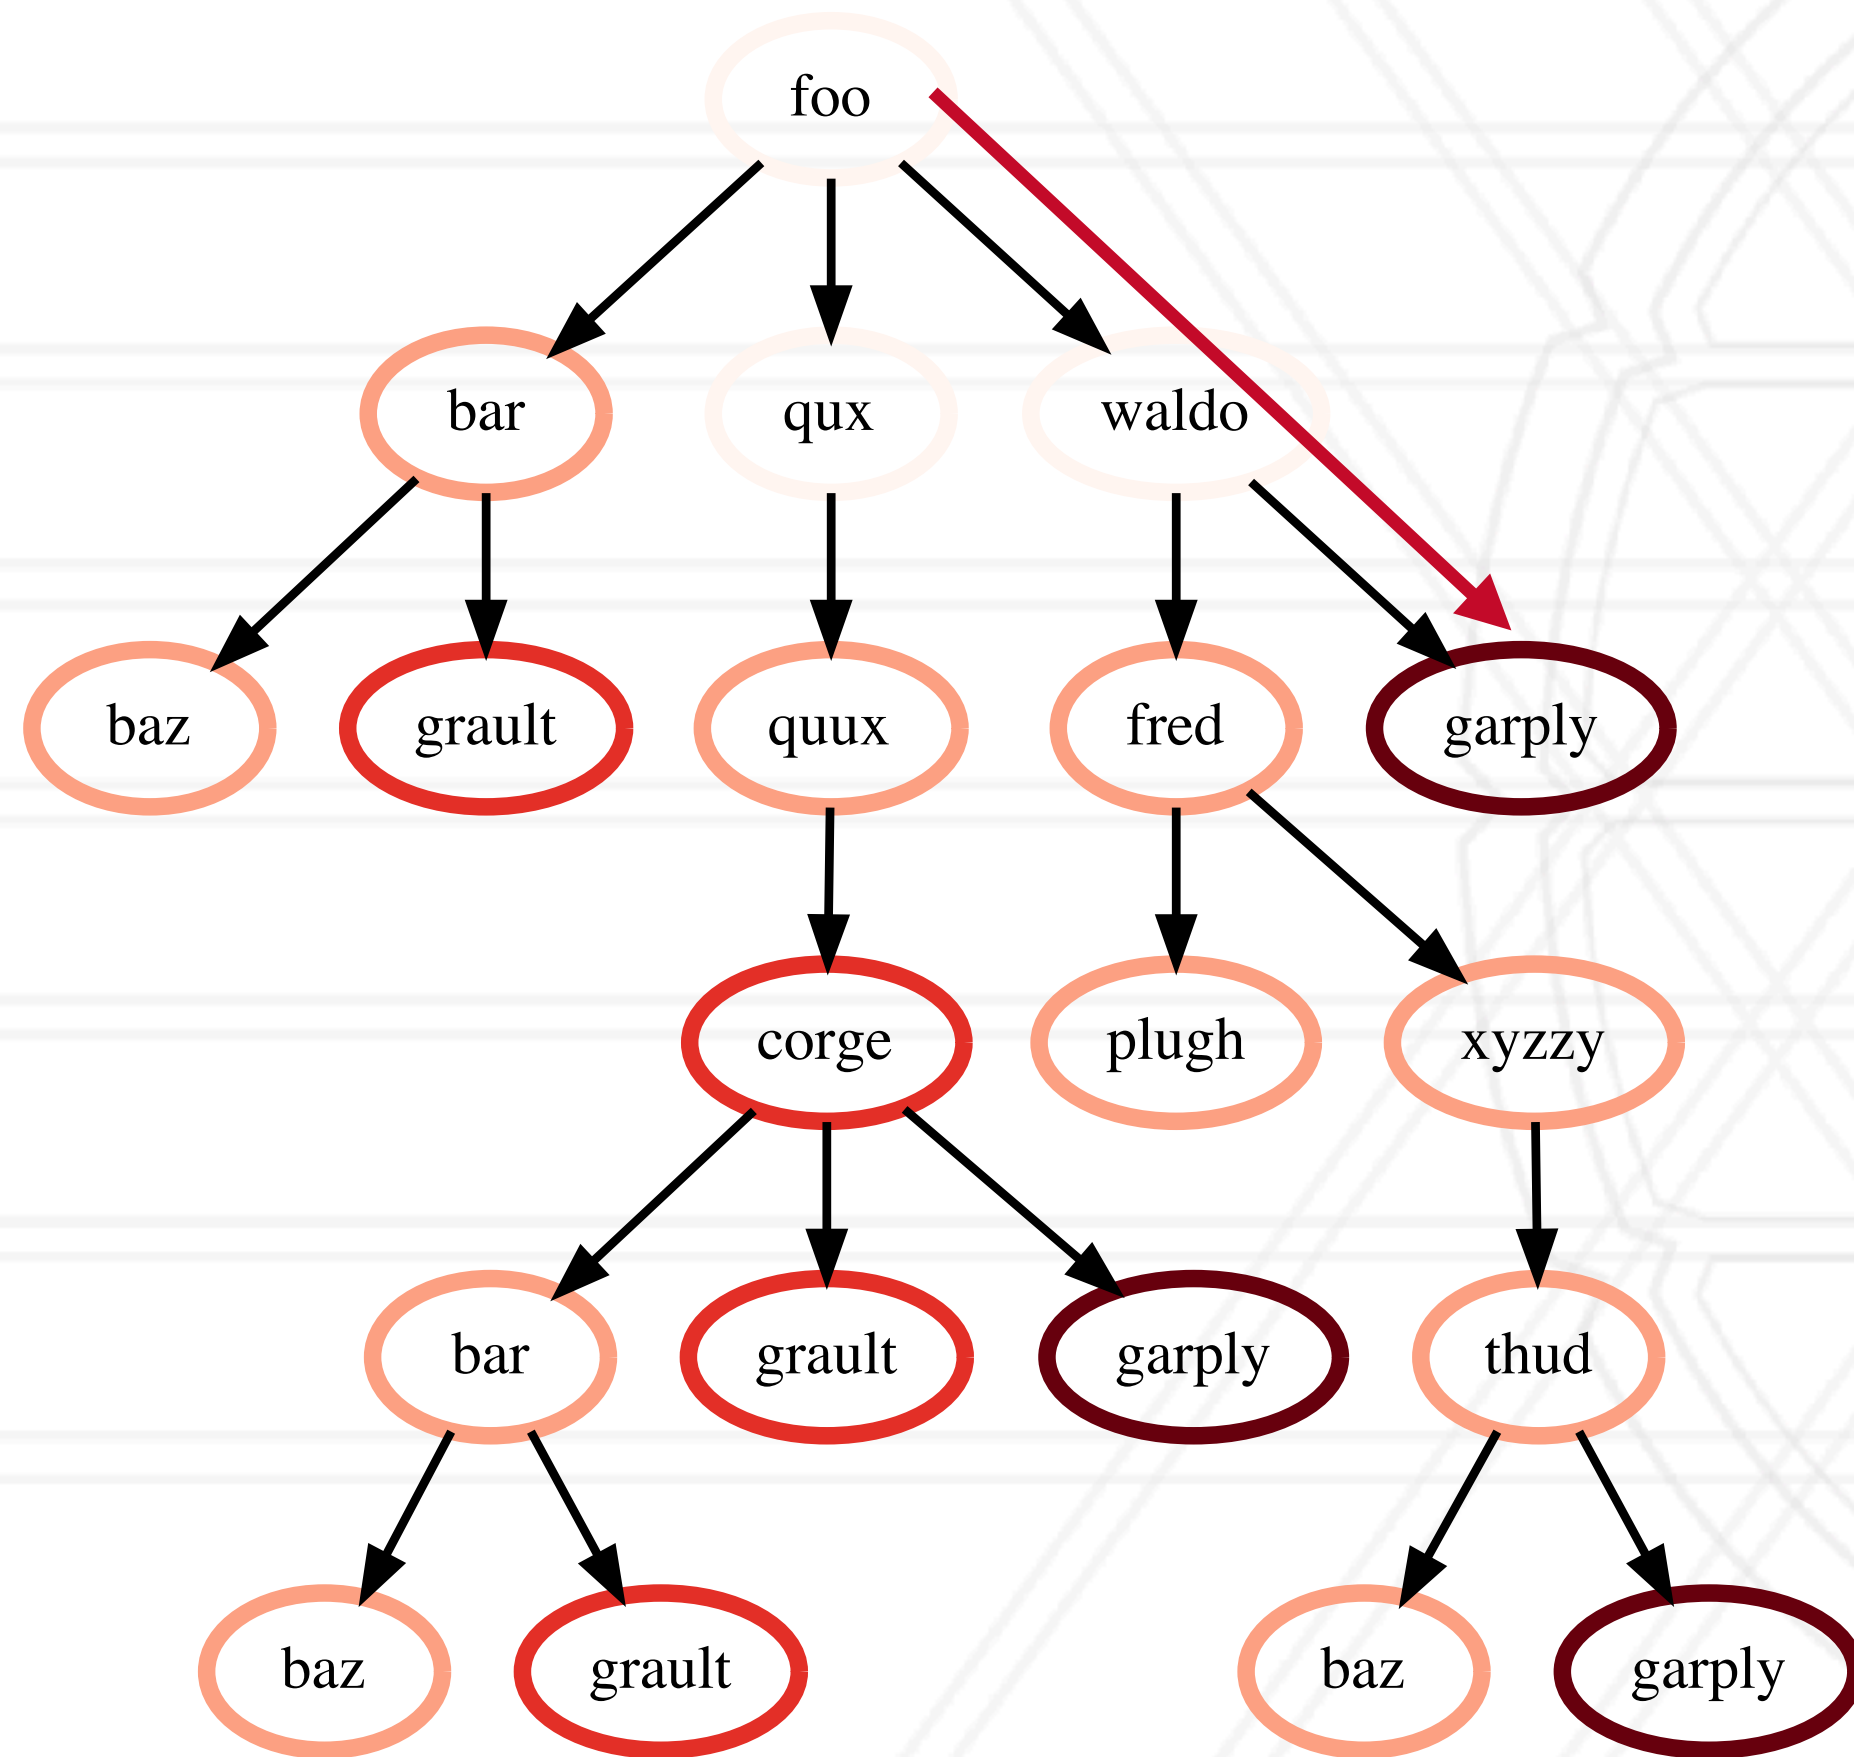 foo
bar
qux
waldo
baz
grault
quux
fred
garply
corge
plugh
xyzzy
bar
grault
garply
thud
baz
grault
baz
garply